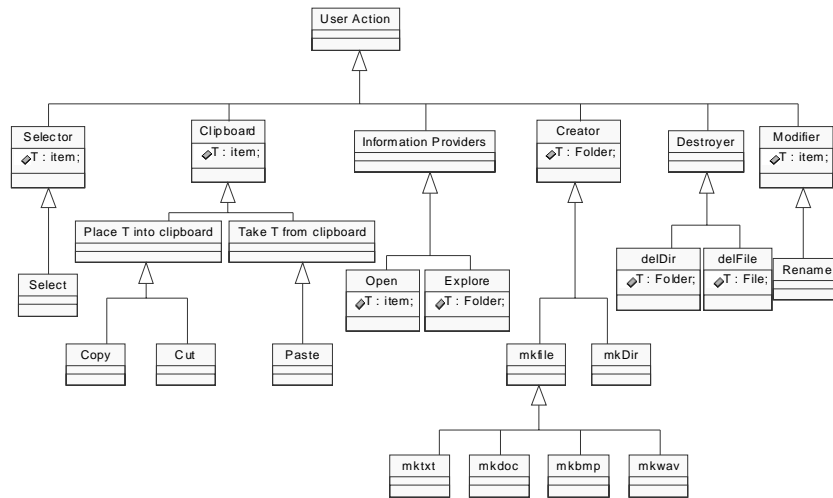 User Action
Selector
T : item;
Clipboard
T : item;
Information Providers
Creator
T : Folder;
Destroyer
Modifier
T : item;
Place T into clipboard
Take T from clipboard
Select
Open
T : item;
Explore
T : Folder;
delDir
T : Folder;
delFile
T : File;
Rename
Copy
Cut
Paste
mkfile
mkDir
mktxt
mkdoc
mkbmp
mkwav